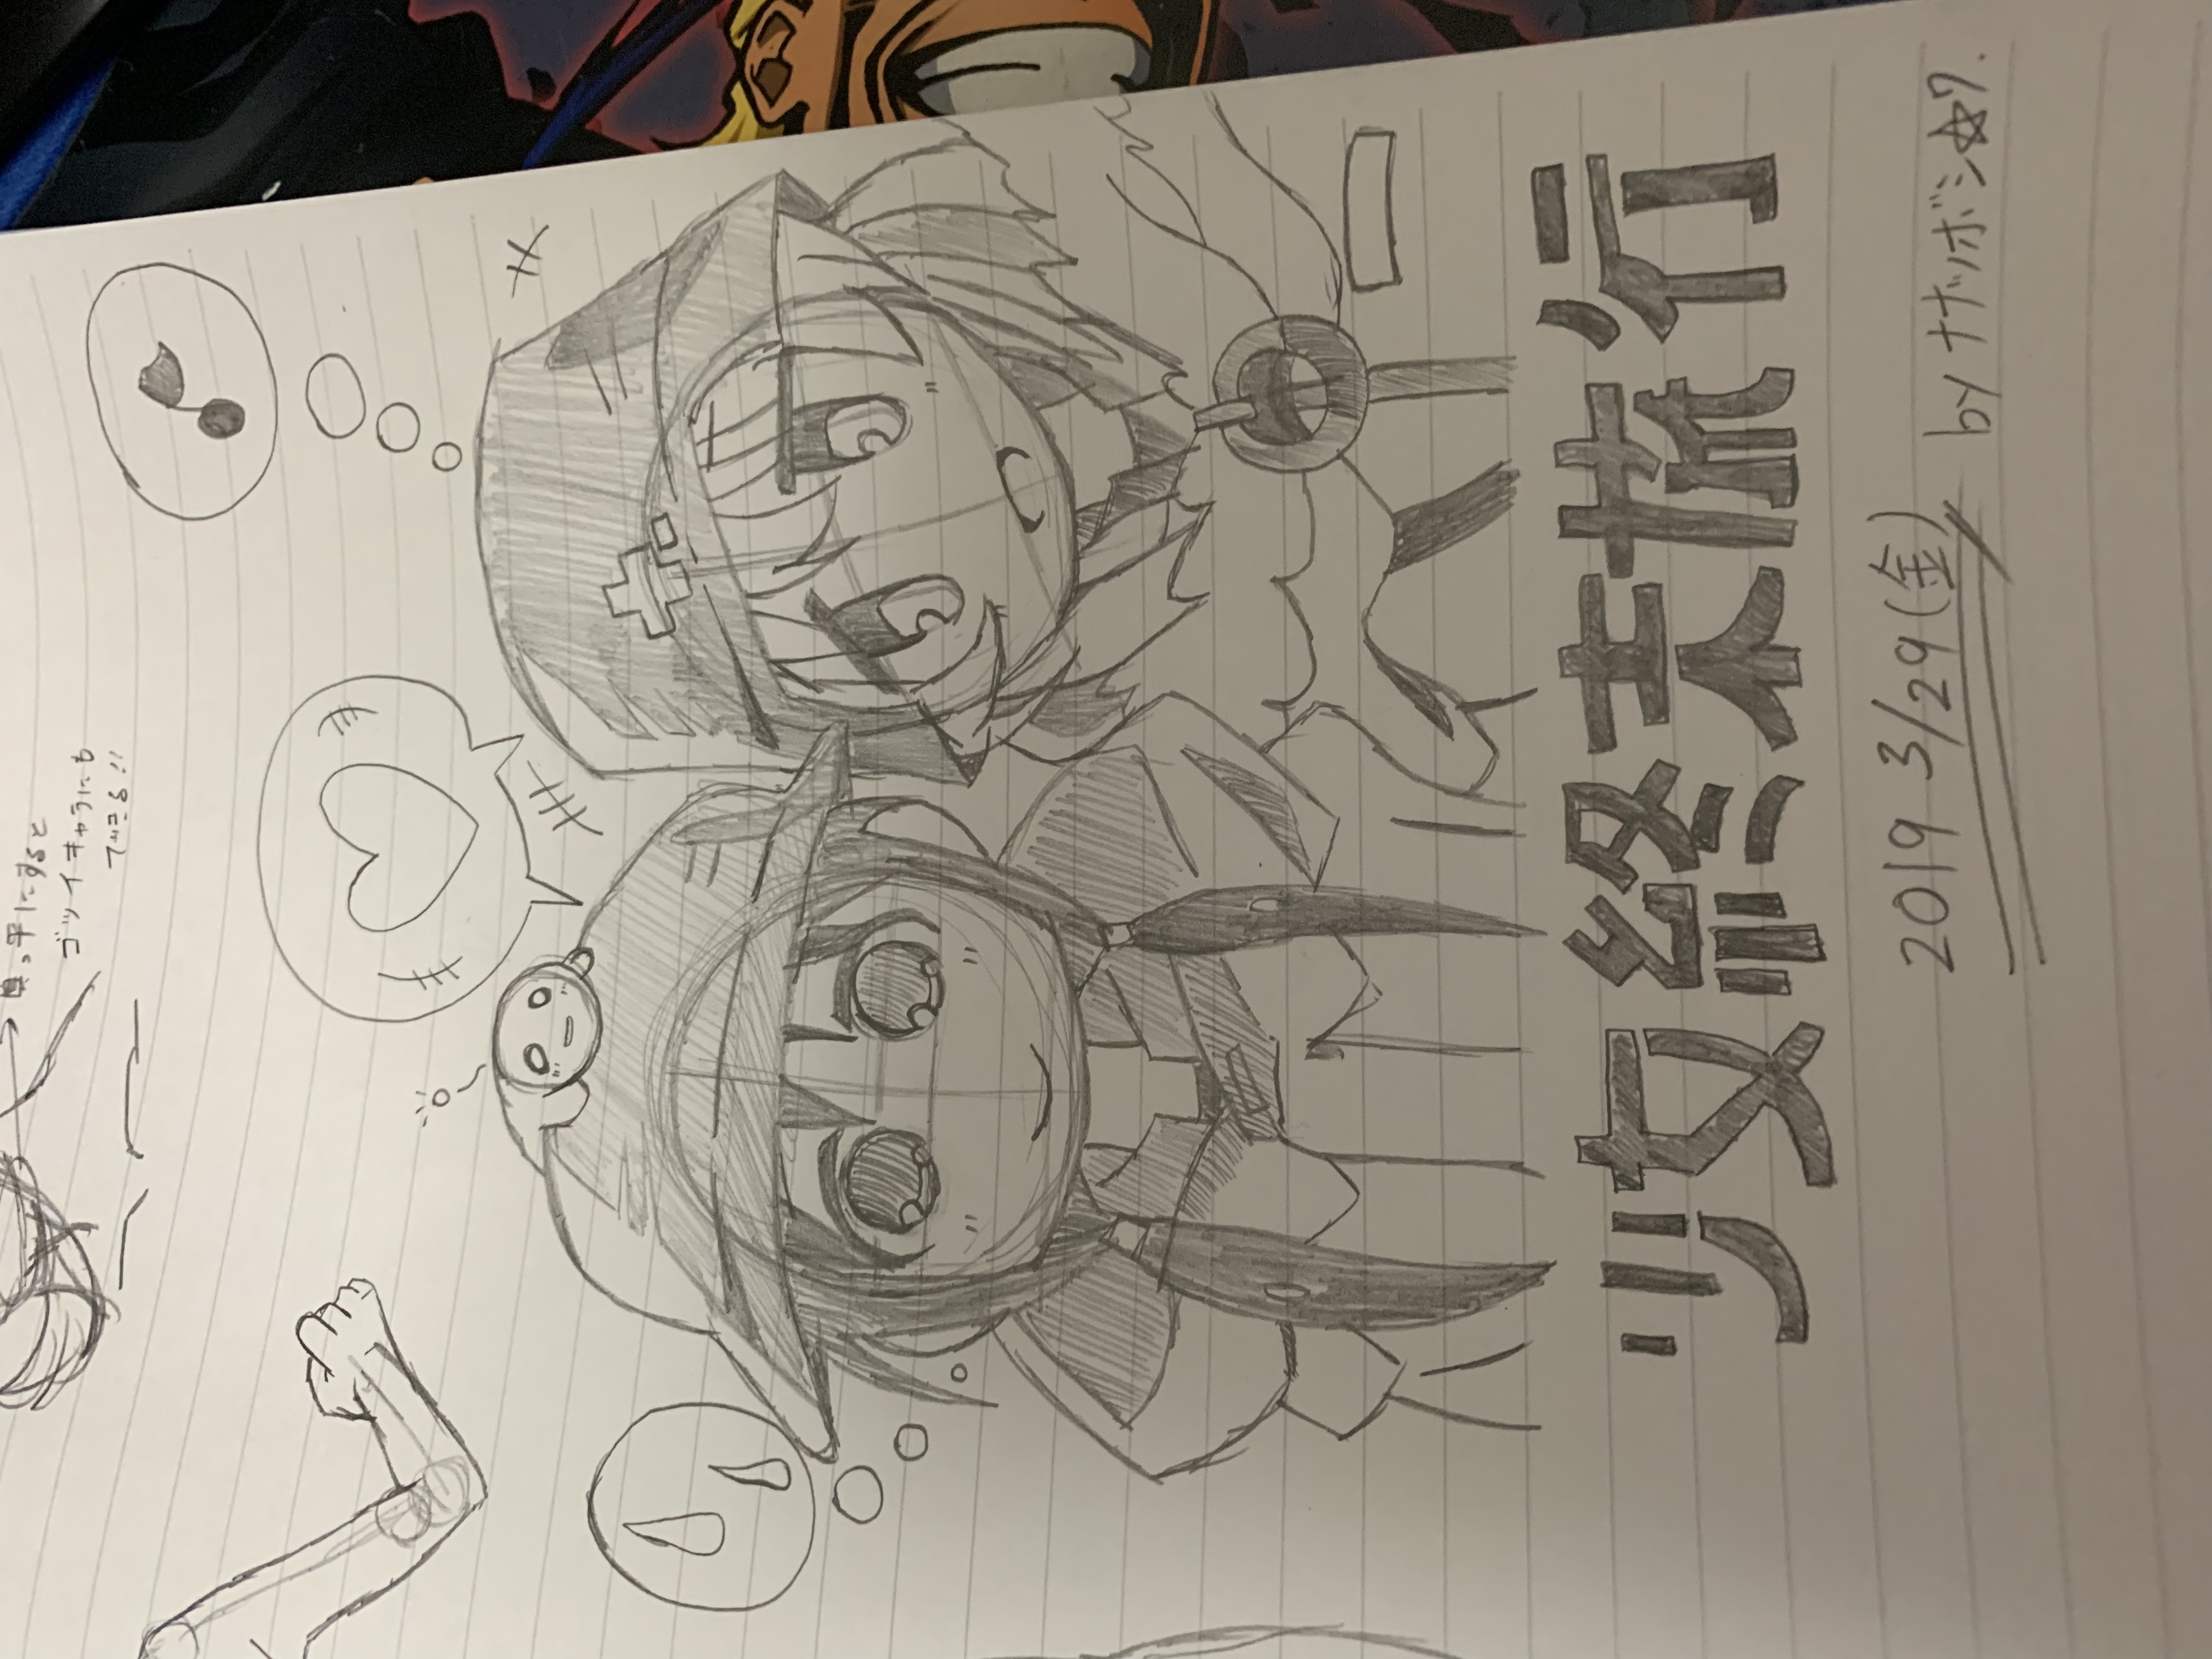 真っ平にすると
ゴツイキャラにも
できる!!
少女終末旅行
2019 3/29(金)
by ナナツボシ☆7.